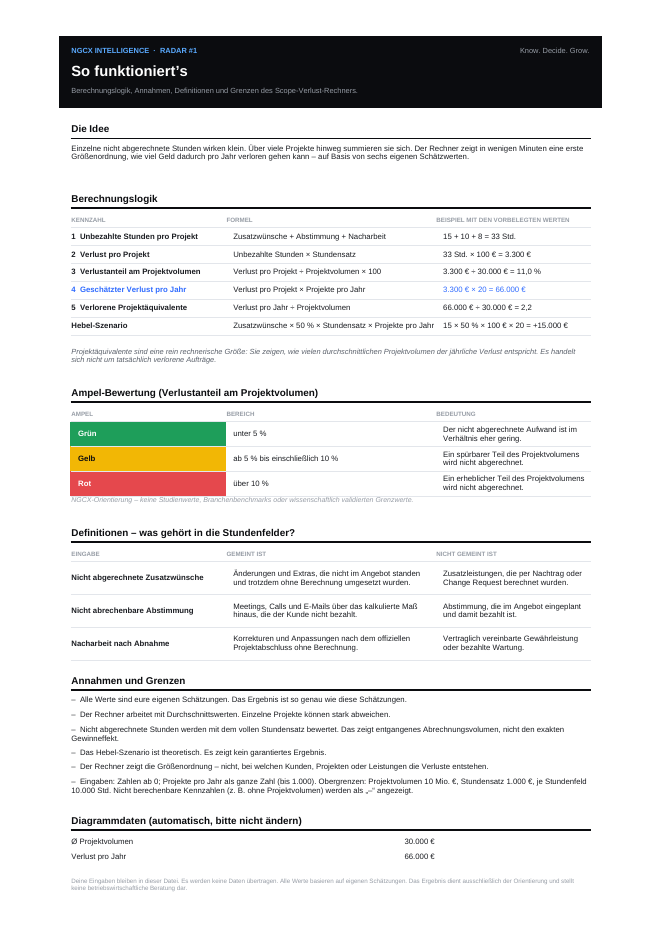 NGCX INTELLIGENCE · RADAR #1
Know. Decide. Grow.
So funktioniert's
Berechnungslogik, Annahmen, Definitionen und Grenzen des Scope-Verlust-Rechners.
Die Idee
Einzelne nicht abgerechnete Stunden wirken klein. Über viele Projekte hinweg summieren sie sich. Der Rechner zeigt in wenigen Minuten eine erste
Größenordnung, wie viel Geld dadurch pro Jahr verloren gehen kann – auf Basis von sechs eigenen Schätzwerten.
Berechnungslogik
KENNZAHL FORMEL BEISPIEL MIT DEN VORBELEGTEN WERTEN
1 Unbezahlte Stunden pro Projekt Zusatzwünsche + Abstimmung + Nacharbeit 15 + 10 + 8 = 33 Std.
2 Verlust pro Projekt Unbezahlte Stunden × Stundensatz 33 Std. × 100 € = 3.300 €
3 Verlustanteil am Projektvolumen Verlust pro Projekt ÷ Projektvolumen × 100 3.300 € ÷ 30.000 € = 11,0 %
4 Geschätzter Verlust pro Jahr Verlust pro Projekt × Projekte pro Jahr 3.300 € × 20 = 66.000 €
5 Verlorene Projektäquivalente Verlust pro Jahr ÷ Projektvolumen 66.000 € ÷ 30.000 € = 2,2
Hebel-Szenario Zusatzwünsche × 50 % × Stundensatz × Projekte pro Jahr 15 × 50 % × 100 € × 20 = +15.000 €
Projektäquivalente sind eine rein rechnerische Größe: Sie zeigen, wie vielen durchschnittlichen Projektvolumen der jährliche Verlust entspricht. Es handelt
sich nicht um tatsächlich verlorene Aufträge.
Ampel-Bewertung (Verlustanteil am Projektvolumen)
AMPEL BEREICH BEDEUTUNG
Grün unter 5 % Der nicht abgerechnete Aufwand ist im
Verhältnis eher gering.
Gelb ab 5 % bis einschließlich 10 % Ein spürbarer Teil des Projektvolumens
wird nicht abgerechnet.
Rot über 10 % Ein erheblicher Teil des Projektvolumens
wird nicht abgerechnet.
NGCX-Orientierung – keine Studienwerte, Branchenbenchmarks oder wissenschaftlich validierten Grenzwerte.
Definitionen – was gehört in die Stundenfelder?
EINGABE GEMEINT IST NICHT GEMEINT IST
Nicht abgerechnete Zusatzwünsche Änderungen und Extras, die nicht im Angebot standen Zusatzleistungen, die per Nachtrag oder
und trotzdem ohne Berechnung umgesetzt wurden. Change Request berechnet wurden.
Nicht abrechenbare Abstimmung Meetings, Calls und E-Mails über das kalkulierte Maß Abstimmung, die im Angebot eingeplant
hinaus, die der Kunde nicht bezahlt. und damit bezahlt ist.
Nacharbeit nach Abnahme Korrekturen und Anpassungen nach dem offiziellen Vertraglich vereinbarte Gewährleistung
Projektabschluss ohne Berechnung. oder bezahlte Wartung.
Annahmen und Grenzen
– Alle Werte sind eure eigenen Schätzungen. Das Ergebnis ist so genau wie diese Schätzungen.
– Der Rechner arbeitet mit Durchschnittswerten. Einzelne Projekte können stark abweichen.
– Nicht abgerechnete Stunden werden mit dem vollen Stundensatz bewertet. Das zeigt entgangenes Abrechnungsvolumen, nicht den exakten
Gewinneffekt.
– Das Hebel-Szenario ist theoretisch. Es zeigt kein garantiertes Ergebnis.
– Der Rechner zeigt die Größenordnung – nicht, bei welchen Kunden, Projekten oder Leistungen die Verluste entstehen.
– Eingaben: Zahlen ab 0; Projekte pro Jahr als ganze Zahl (bis 1.000). Obergrenzen: Projektvolumen 10 Mio. €, Stundensatz 1.000 €, je Stundenfeld
10.000 Std. Nicht berechenbare Kennzahlen (z. B. ohne Projektvolumen) werden als „–“ angezeigt.
Diagrammdaten (automatisch, bitte nicht ändern)
Ø Projektvolumen 30.000 €
Verlust pro Jahr 66.000 €
Deine Eingaben bleiben in dieser Datei. Es werden keine Daten übertragen. Alle Werte basieren auf eigenen Schätzungen. Das Ergebnis dient ausschließlich der Orientierung und stellt
keine betriebswirtschaftliche Beratung dar.